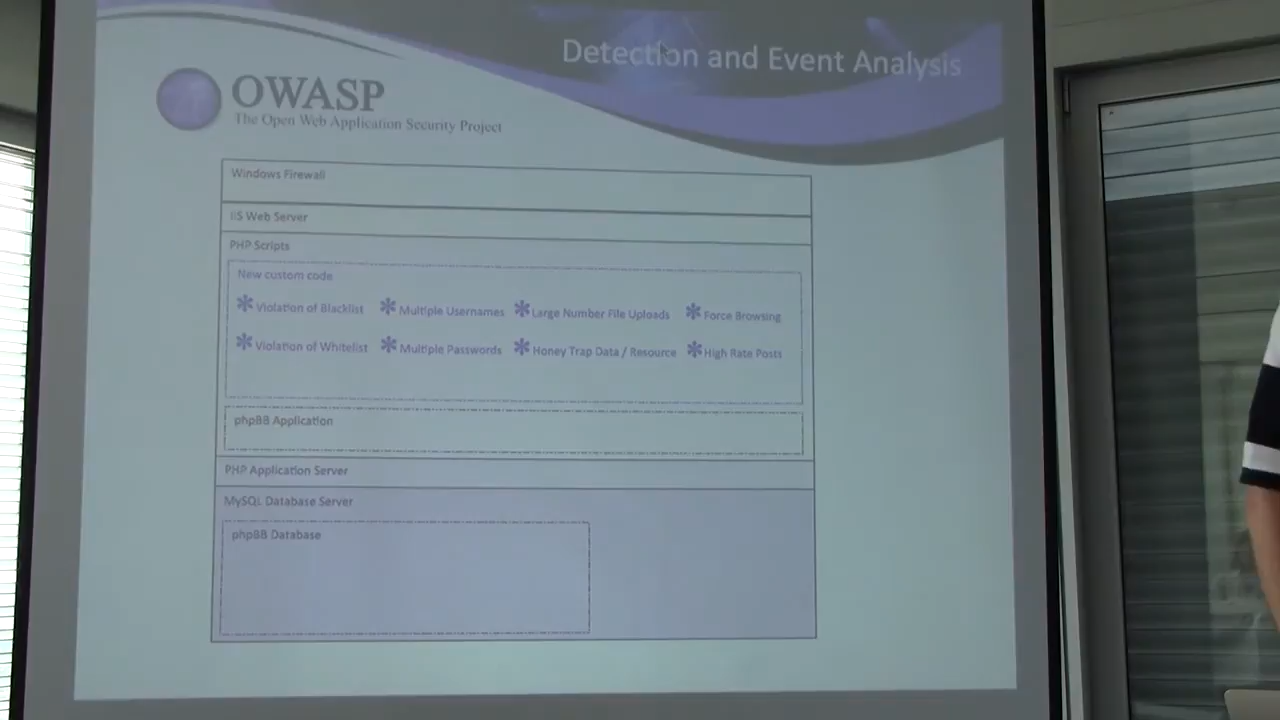 Detection and Event Analysis
OWASP
The Open Web Application Security Project
Windows Firewall
IIS Web Server
PHP Scripts
New custom code
* Violation of Blacklist * Multiple Usernames * Large Number File Uploads * Force Browsing
* Violation of Whitelist * Multiple Passwords * Honey Trap Data / Resource * High Rate Posts
phpBB Application
PHP Application Server
MySQL Database Server
phpBB Database